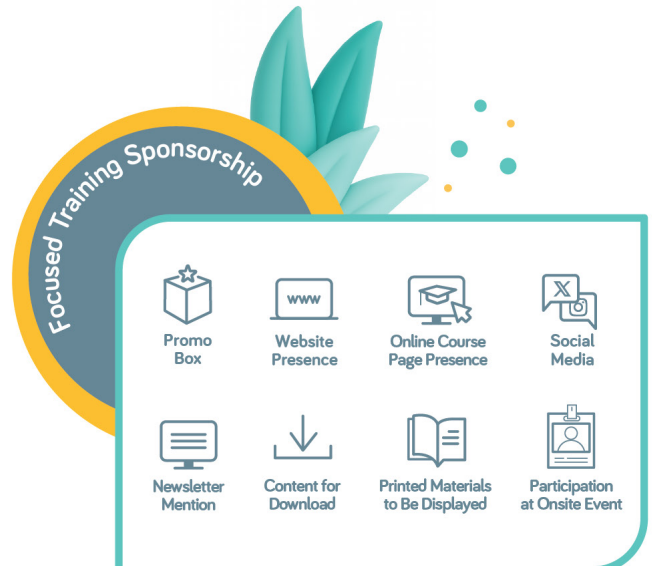 Focused Training Sponsorship
Promo
Box
www
Website
Presence
Online Course
Page Presence
X
Social
Media
Newsletter
Mention
Content for
Download
Printed Materials
to Be Displayed
Participation
at Onsite Event